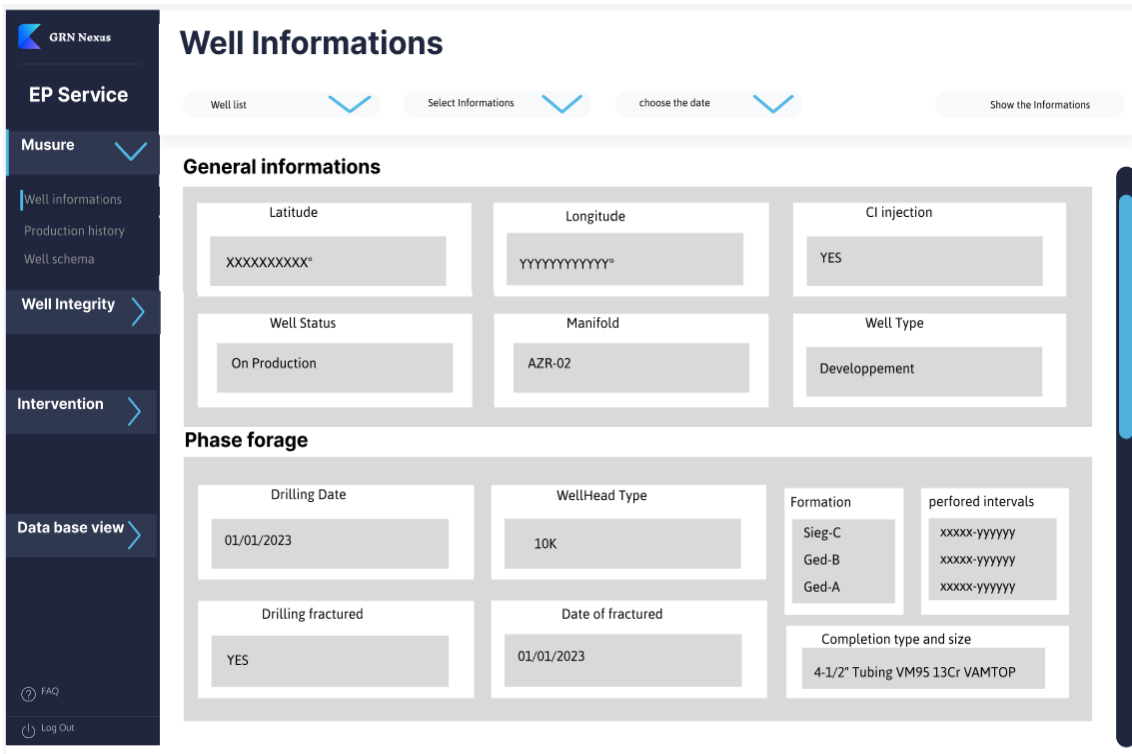 GRN Nexus
EP Service
Musure
Well informations
Production history
Well schema
Well Integrity
Intervention
Data base view
FAQ
Log Out
Well Informations
Well list
Select Informations
choose the date
Show the Informations
General informations
Latitude
XXXXXXXXXX°
Longitude
YYYYYYYYYYYY°
CI injection
YES
Well Status
On Production
Manifold
AZR-02
Well Type
Developpement
Phase forage
Drilling Date
01/01/2023
WellHead Type
10K
Formation
Sieg-C
Ged-B
Ged-A
perfored intervals
xxxxx-yyyyyy
xxxxx-yyyyyy
xxxxx-yyyyyy
Drilling fractured
YES
Date of fractured
01/01/2023
Completion type and size
4-1/2" Tubing VM95 13Cr VAMTOP